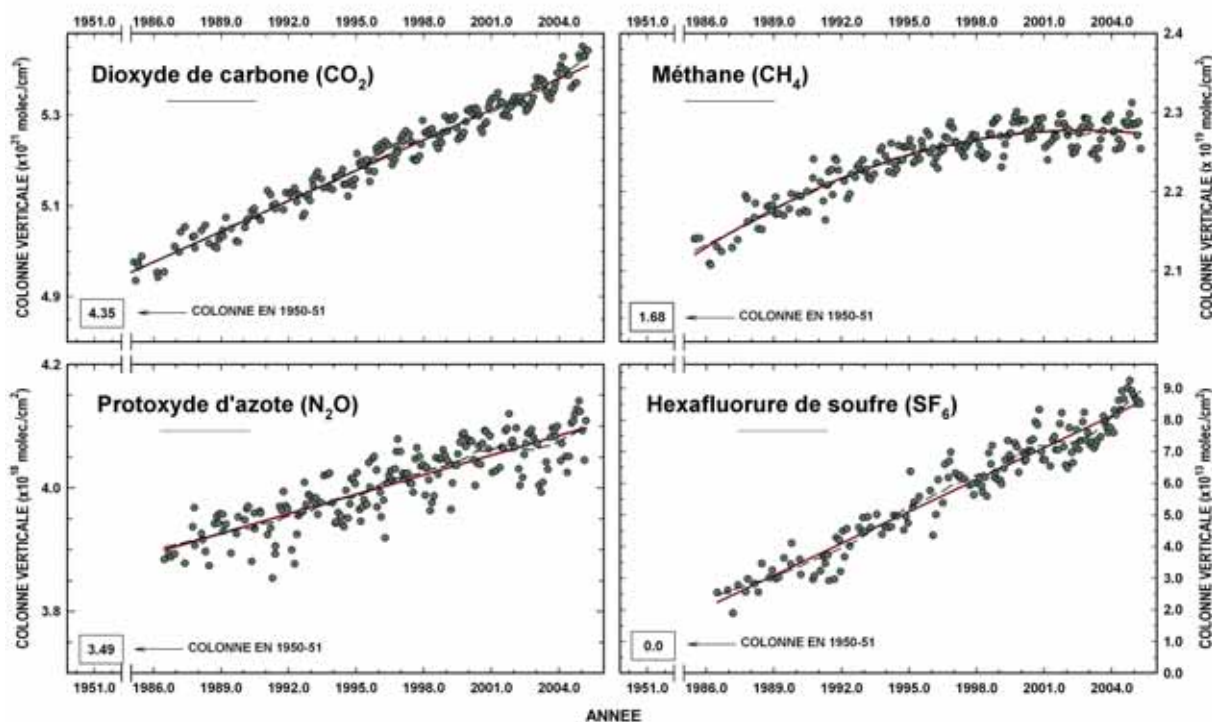 1951.0 1986.0 1989.0 1992.0 1995.0 1998.0 2001.0 2004.0
1951.0 1986.0 1989.0 1992.0 1995.0 1998.0 2001.0 2004.0
Dioxyde de carbone (CO2)
COLONNE VERTICALE (x10^21 molec./cm^2)
5.3
5.1
4.9
4.35
COLONNE EN 1950-51
Méthane (CH4)
COLONNE VERTICALE (x 10^19 molec./cm^2)
2.4
2.3
2.2
2.1
1.68
COLONNE EN 1950-51
Protoxyde d'azote (N2O)
COLONNE VERTICALE (x10^18 molec./cm^2)
4.2
4.0
3.8
3.49
COLONNE EN 1950-51
Hexafluorure de soufre (SF6)
COLONNE VERTICALE (x10^13 molec./cm^2)
9.0
8.0
7.0
6.0
5.0
4.0
3.0
2.0
1.0
0.0
0.0
COLONNE EN 1950-51
1951.0 1986.0 1989.0 1992.0 1995.0 1998.0 2001.0 2004.0
1951.0 1986.0 1989.0 1992.0 1995.0 1998.0 2001.0 2004.0
ANNEE